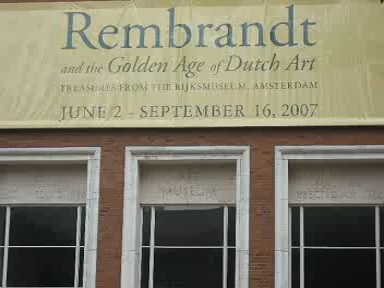 Rembrandt
and the Golden Age of Dutch Art
TREASURES FROM THE RIJKSMUSEUM, AMSTERDAM
JUNE 2 - SEPTEMBER 16, 2007
MUSEUM